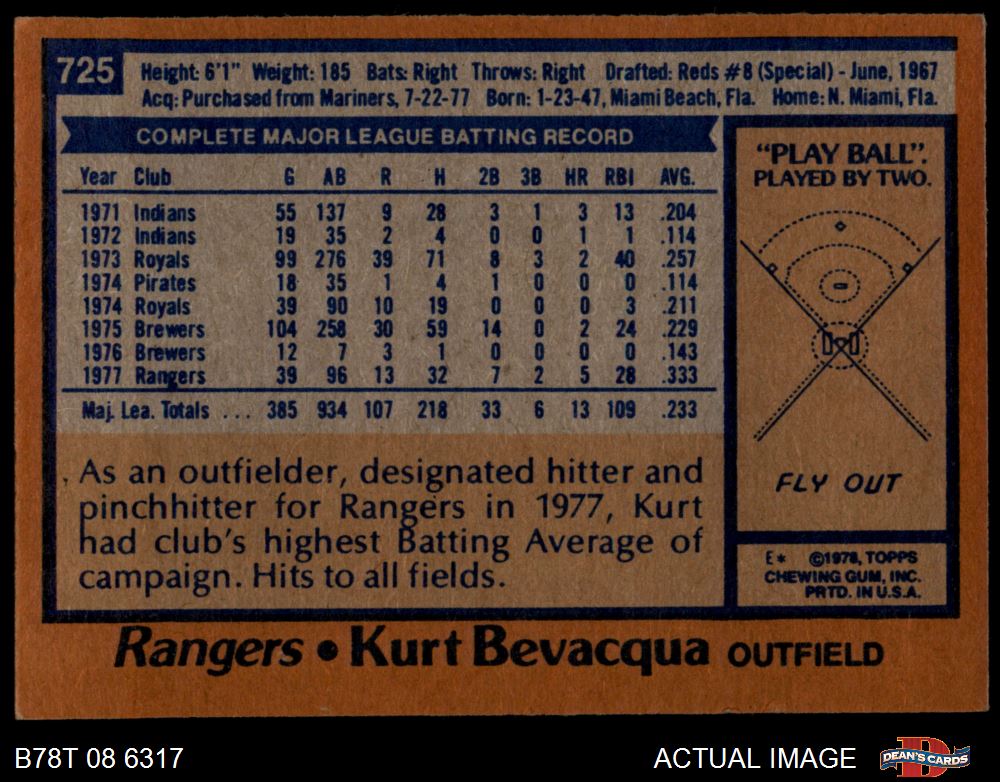 725
Height: 6'1" Weight: 185 Bats: Right Throws: Right Drafted: Reds #8 (Special) - June, 1967
Acq: Purchased from Mariners, 7-22-77 Born: 1-23-47, Miami Beach, Fla. Home: N. Miami, Fla.
COMPLETE MAJOR LEAGUE BATTING RECORD
Year Club G AB R H 2B 3B HR RBI AVG.
1971 Indians 55 137 9 28 3 1 3 13 .204
1972 Indians 19 35 2 4 0 0 1 1 .114
1973 Royals 99 276 39 71 8 3 2 40 .257
1974 Pirates 18 35 1 4 1 0 0 0 .114
1974 Royals 39 90 10 19 0 0 0 3 .211
1975 Brewers 104 258 30 59 14 0 2 24 .229
1976 Brewers 12 7 3 1 0 0 0 0 .143
1977 Rangers 39 96 13 32 7 2 5 28 .333
Maj. Lea. Totals ... 385 934 107 218 33 6 13 109 .233
As an outfielder, designated hitter and
pinchhitter for Rangers in 1977, Kurt
had club's highest Batting Average of
campaign. Hits to all fields.
"PLAY BALL".
PLAYED BY TWO.
FLY OUT
E* ©1978, TOPPS
CHEWING GUM, INC.
PRTD. IN U.S.A.
Rangers • Kurt Bevacqua OUTFIELD
B78T 08 6317 ACTUAL IMAGE DEAN'S CARDS